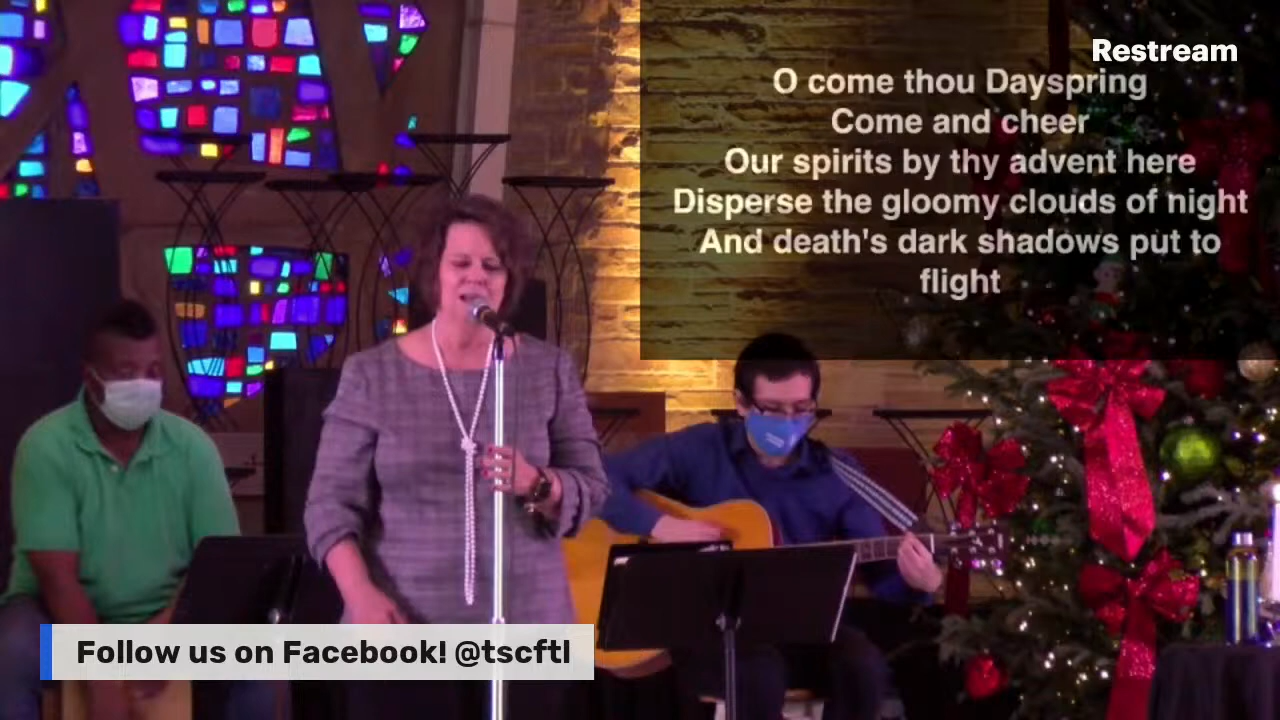 Restream
O come thou Dayspring
Come and cheer
Our spirits by thy advent here
Disperse the gloomy clouds of night
And death's dark shadows put to
flight
Follow us on Facebook! @tscftl